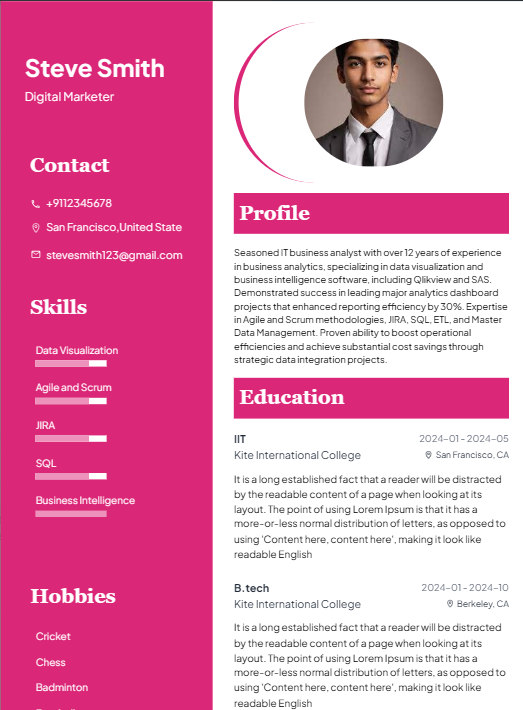 Steve Smith
Digital Marketer
Contact
+9112345678
San Francisco,United State
stevesmith123@gmail.com
Skills
Data Visualization
Agile and Scrum
JIRA
SQL
Business Intelligence
Hobbies
Cricket
Chess
Badminton
Profile
Seasoned IT business analyst with over 12 years of experience
in business analytics, specializing in data visualization and
business intelligence software, including Qlikview and SAS.
Demonstrated success in leading major analytics dashboard
projects that enhanced reporting efficiency by 30%. Expertise
in Agile and Scrum methodologies, JIRA, SQL, ETL, and Master
Data Management. Proven ability to boost operational
efficiencies and achieve substantial cost savings through
strategic data integration projects.
Education
IIT 2024-01 - 2024-05
Kite International College San Francisco, CA
It is a long established fact that a reader will be distracted
by the readable content of a page when looking at its
layout. The point of using Lorem Ipsum is that it has a
more-or-less normal distribution of letters, as opposed to
using 'Content here, content here', making it look like
readable English
B.tech 2024-01 - 2024-10
Kite International College Berkeley, CA
It is a long established fact that a reader will be distracted
by the readable content of a page when looking at its
layout. The point of using Lorem Ipsum is that it has a
more-or-less normal distribution of letters, as opposed to
using 'Content here, content here', making it look like
readable English